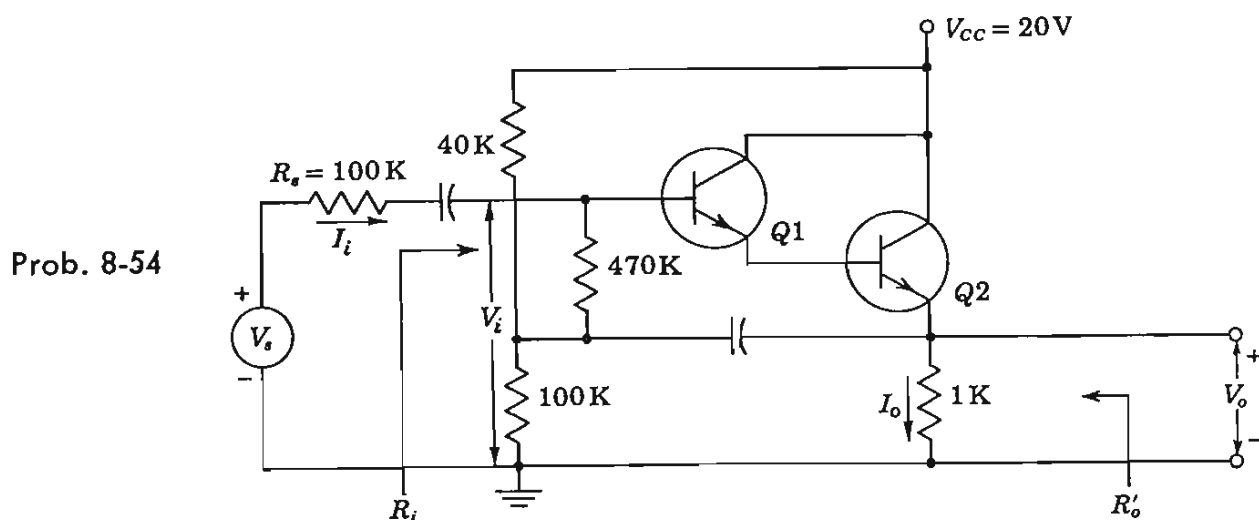 V_CC = 20V
40K
R_s = 100K
I_i
Q1
470K
Prob. 8-54
Q2
+
V_s
-
V_i
100K
I_o
1K
+
V_o
-
R_i
R'_o